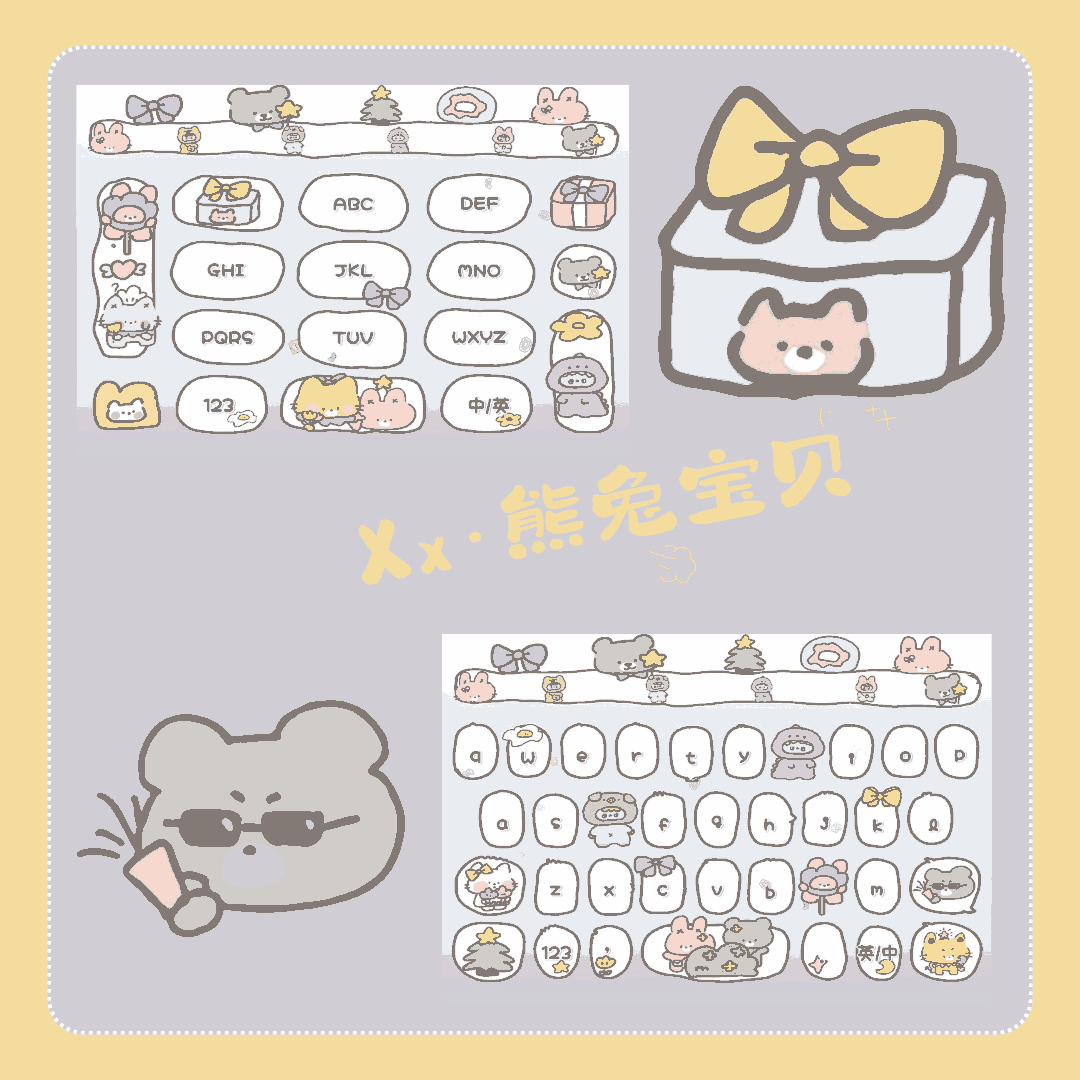 ABC DEF
GHI JKL MNO
PQRS TUV WXYZ
123 中/英
Xx·熊兔宝贝
q w e r t y i o p
a s f g h j k l
z x c v b m
123 , 英/中